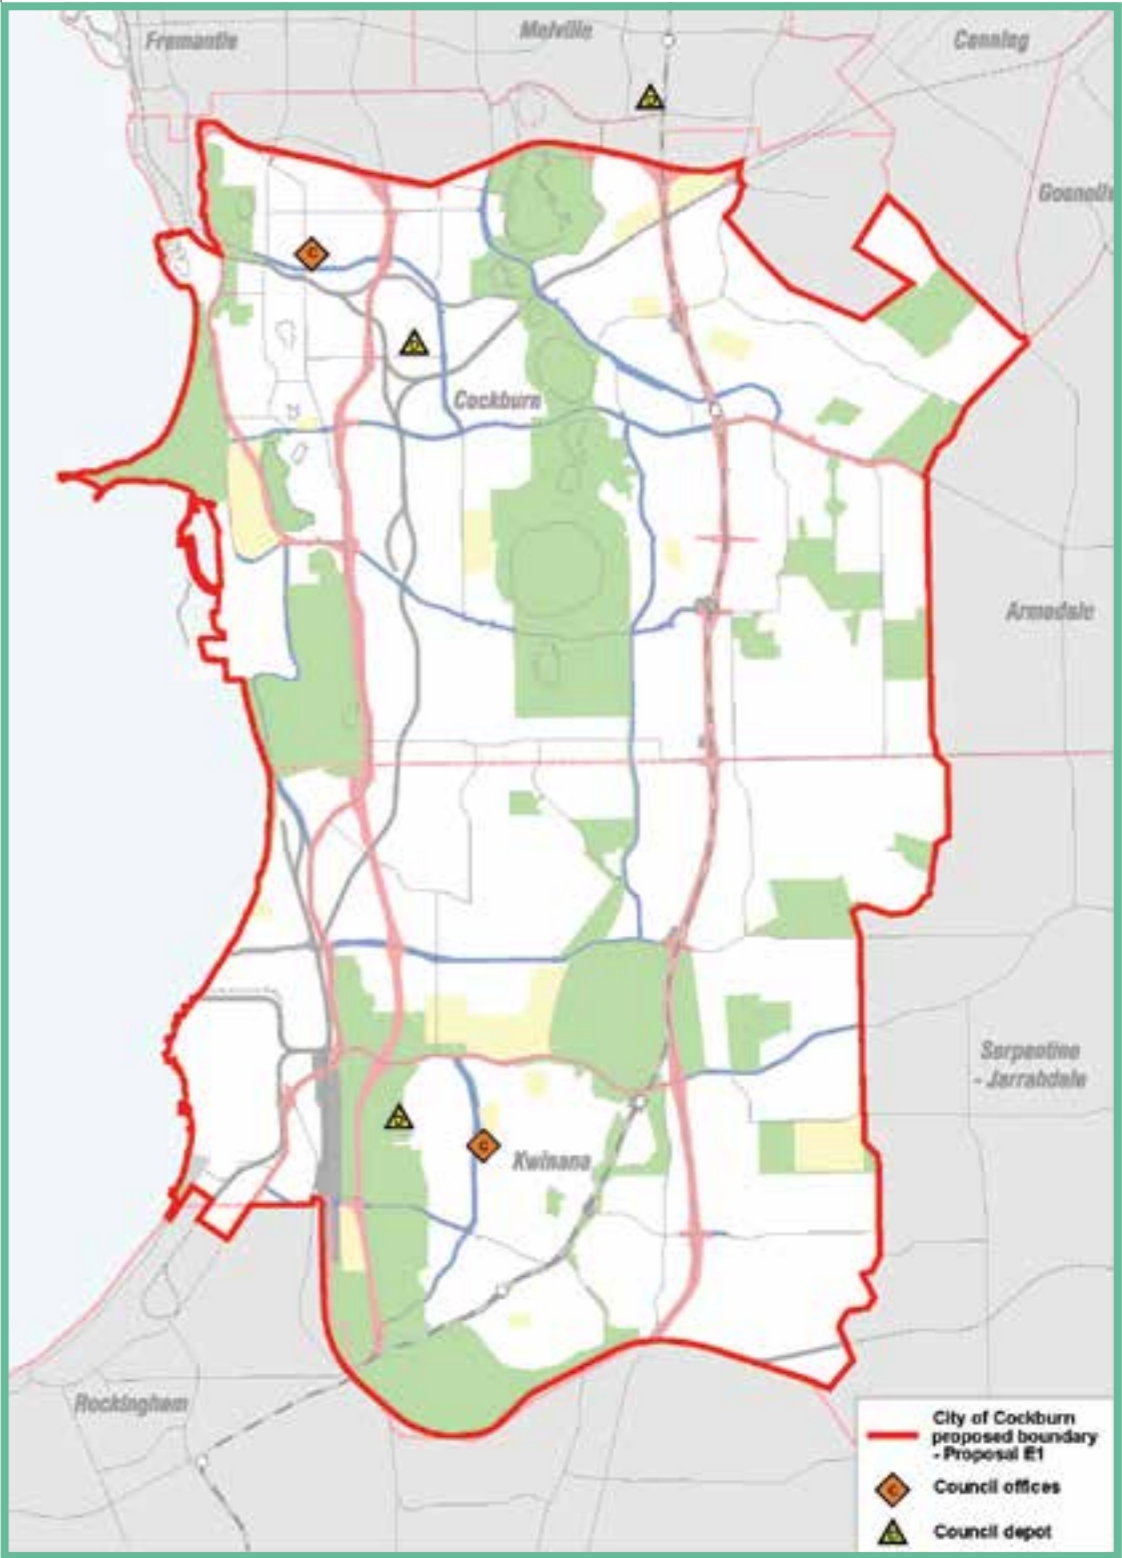 Fremantle
Melville
Canning
Gosnells
Cockburn
Armadale
Serpentine
- Jarrahdale
Kwinana
Rockingham
City of Cockburn
proposed boundary
- Proposal E1
C Council offices
Council depot
C
C